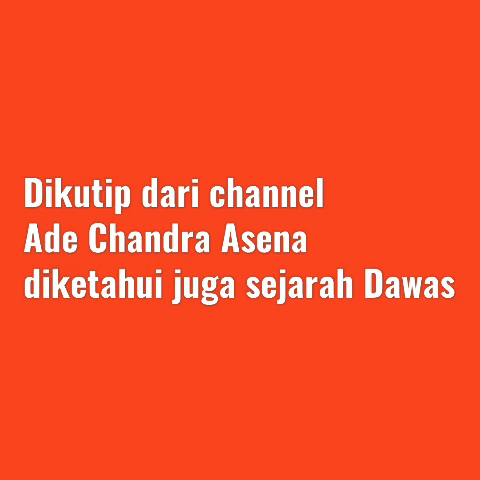 Dikutip dari channel
Ade Chandra Asena
diketahui juga sejarah Dawas